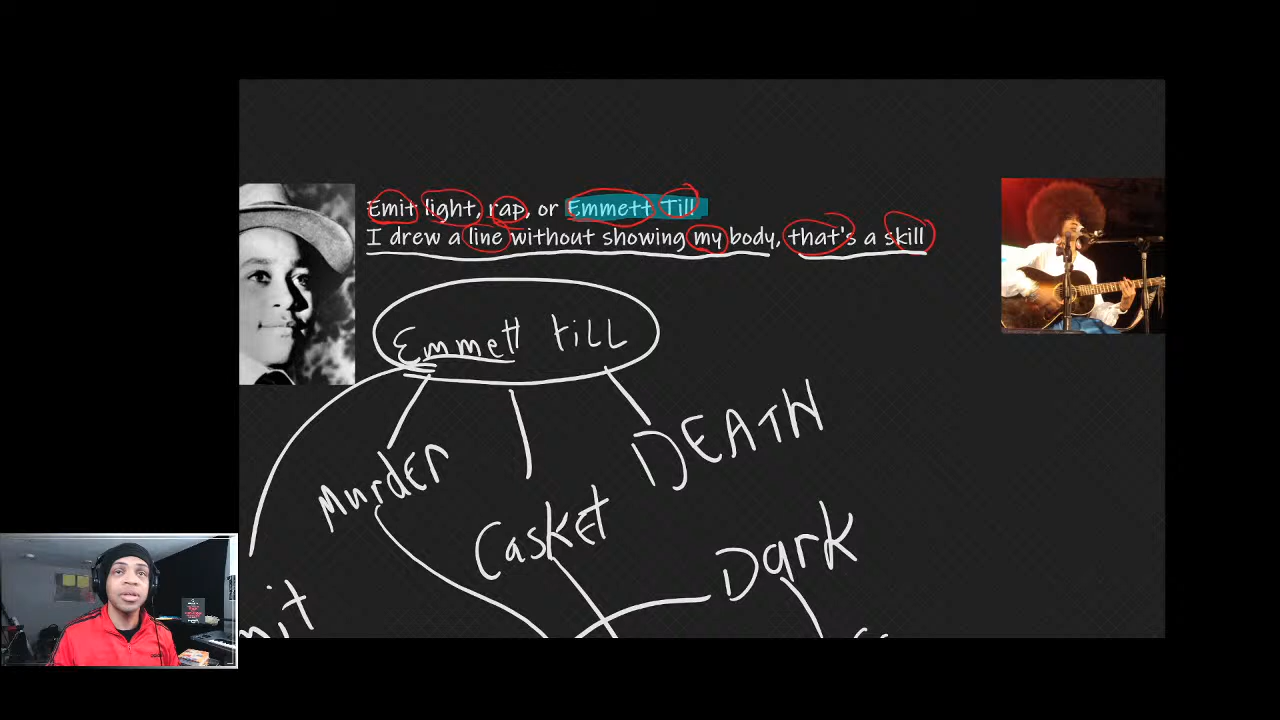 Emit light, rap, or Emmett Till
I drew a line without showing my body, that's a skill
Emmett till
Murder
Casket
DEATH
Dark